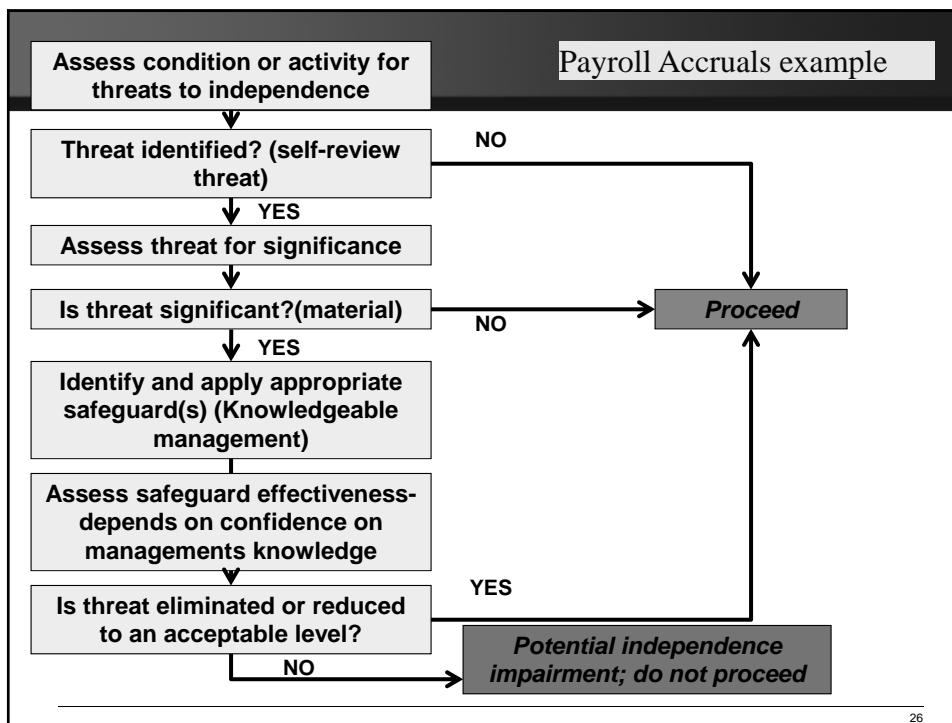 Payroll Accruals example
Assess condition or activity for
threats to independence
Threat identified? (self-review
threat)
NO
YES
Assess threat for significance
Is threat significant?(material)
NO
Proceed
YES
Identify and apply appropriate
safeguard(s) (Knowledgeable
management)
Assess safeguard effectiveness-
depends on confidence on
managements knowledge
Is threat eliminated or reduced
to an acceptable level?
YES
NO
Potential independence
impairment; do not proceed
26